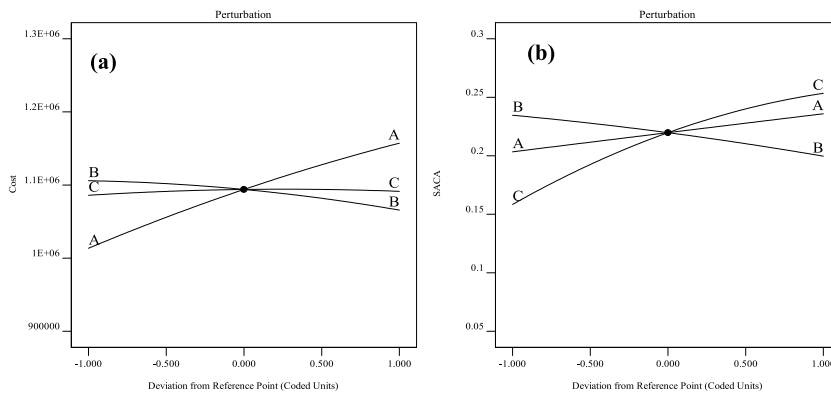 Perturbation
(a)
1.3E+06
1.2E+06
1.1E+06
1E+06
900000
Cost
B
C
A
A
C
B
-1.000
-0.500
0.000
0.500
1.000
Deviation from Reference Point (Coded Units)
Perturbation
(b)
0.3
0.25
0.2
0.15
0.1
0.05
SACA
B
A
C
C
A
B
-1.000
-0.500
0.000
0.500
1.000
Deviation from Reference Point (Coded Units)